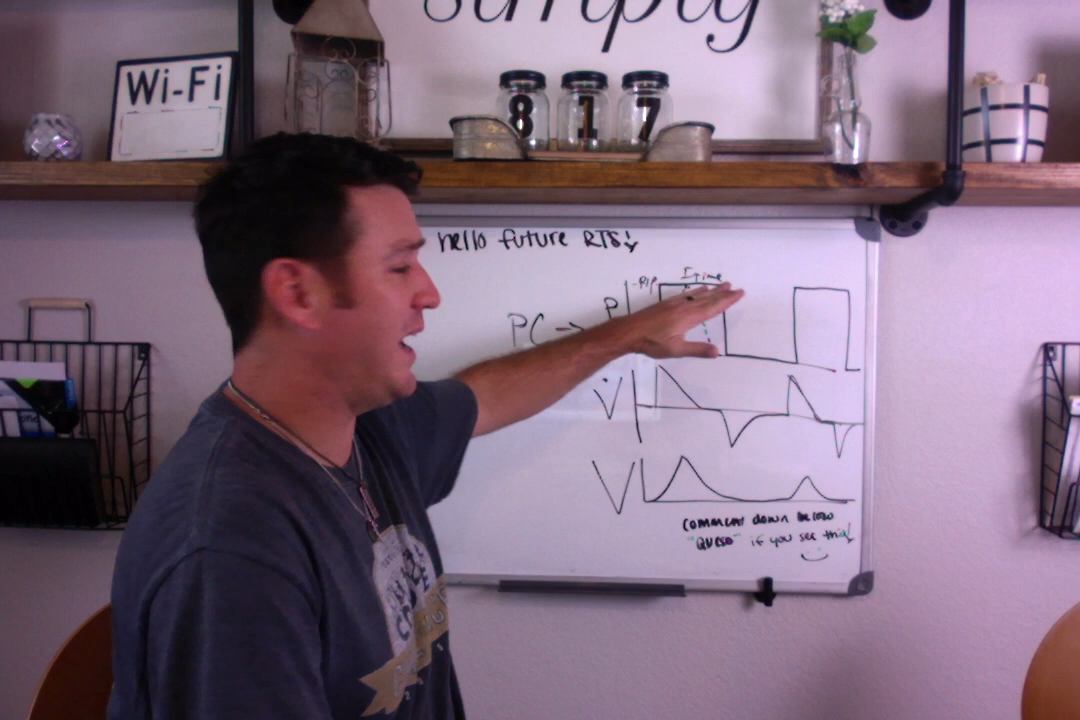 simply
Wi-Fi
8 1 7
hello future RTS!
PIP I time
PC → P
V̇
V
comment down below
"QUESO" if you see this!